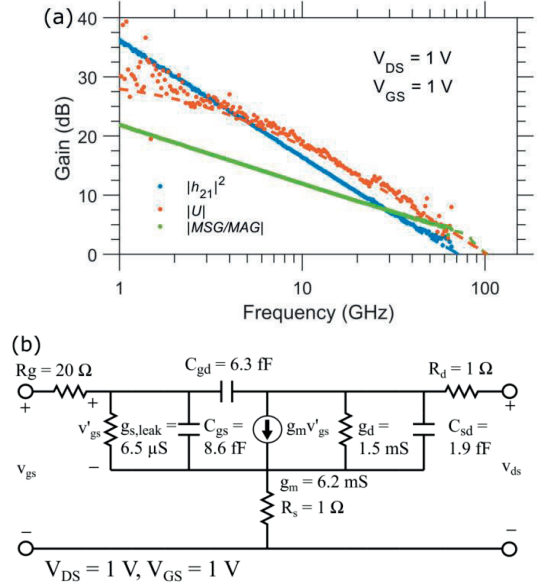 (a)
40
30
20
10
0
Gain (dB)
V_DS = 1 V
V_GS = 1 V
|h_21|^2
|U|
|MSG/MAG|
1 10 100
Frequency (GHz)
(b)
Rg = 20 Ω
C_gd = 6.3 fF
R_d = 1 Ω
+ + +
v'_gs g_s,leak = 6.5 µS
C_gs = 8.6 fF
g_m v'_gs
g_d = 1.5 mS
C_sd = 1.9 fF
v_gs
−
v_ds
g_m = 6.2 mS
R_s = 1 Ω
− −
V_DS = 1 V, V_GS = 1 V